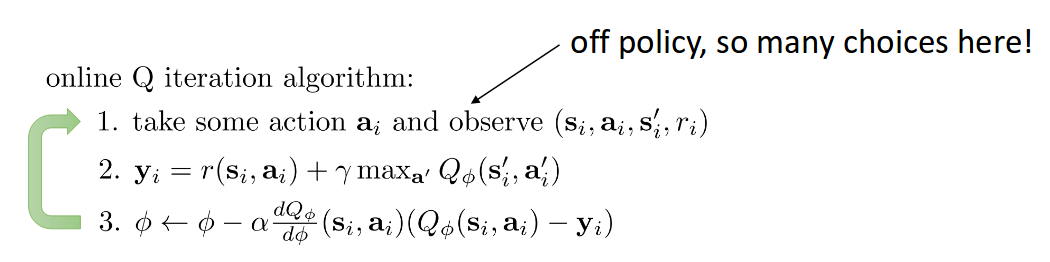 off policy, so many choices here!
online Q iteration algorithm:
1. take some action $\mathbf{a}_i$ and observe $(\mathbf{s}_i, \mathbf{a}_i, \mathbf{s}_i', r_i)$
2. $\mathbf{y}_i = r(\mathbf{s}_i, \mathbf{a}_i) + \gamma \max_{\mathbf{a}'} Q_\phi(\mathbf{s}_i', \mathbf{a}_i')$
3. $\phi \leftarrow \phi - \alpha \frac{dQ_\phi}{d\phi}(\mathbf{s}_i, \mathbf{a}_i)(Q_\phi(\mathbf{s}_i, \mathbf{a}_i) - \mathbf{y}_i)$